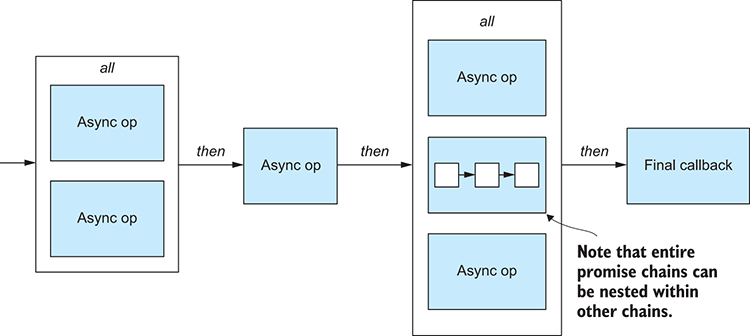 all
Async op
Async op
then
Async op
then
all
Async op
Async op
then
Final callback
Note that entire
promise chains can
be nested within
other chains.